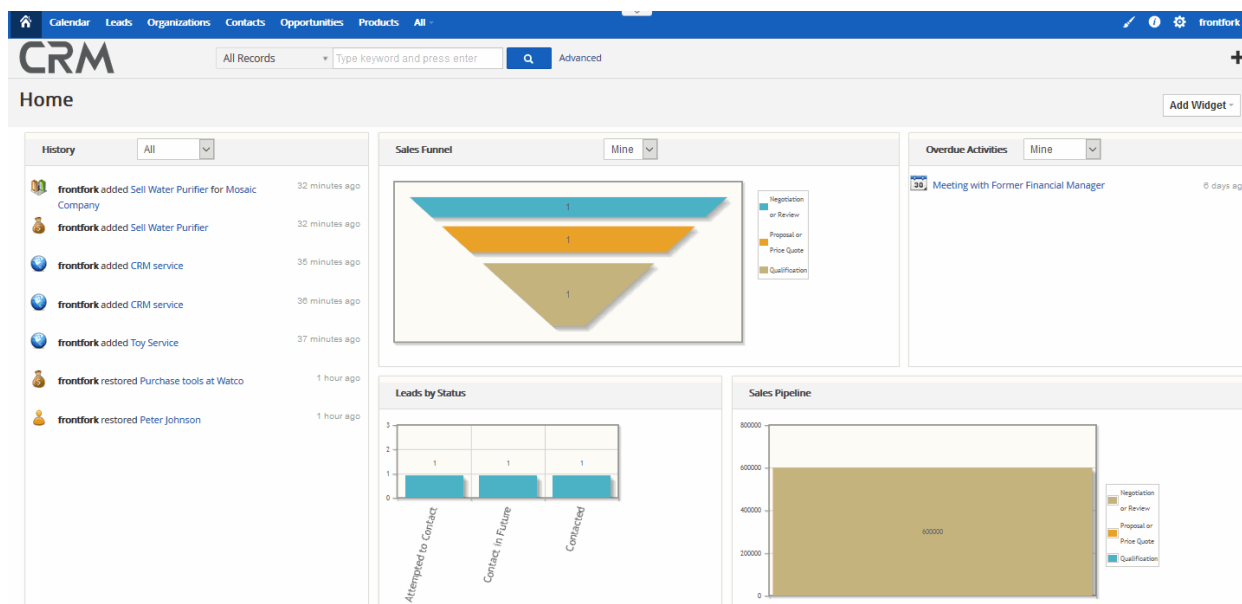 Calendar Leads Organizations Contacts Opportunities Products All
frontfork
CRM
All Records
Type keyword and press enter
Advanced
+
Home
Add Widget
History All
frontfork added Sell Water Purifier for Mosaic
Company
32 minutes ago
frontfork added Sell Water Purifier 32 minutes ago
frontfork added CRM service 35 minutes ago
frontfork added CRM service 36 minutes ago
frontfork added Toy Service 37 minutes ago
frontfork restored Purchase tools at Watco 1 hour ago
frontfork restored Peter Johnson 1 hour ago
Sales Funnel Mine
1
1
1
Negotiation
or Review
Proposal or
Price Quote
Qualification
Overdue Activities Mine
30 Meeting with Former Financial Manager 6 days ag
Leads by Status
3
2
1
0
1 1 1
Attempted to Contact
Contact in Future
Contacted
Sales Pipeline
800000
600000
400000
200000
0
600000
Negotiation
or Review
Proposal or
Price Quote
Qualification